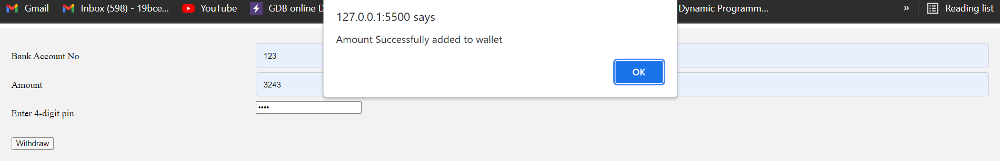 Gmail
Inbox (598) - 19bce...
YouTube
GDB online D
Dynamic Programm...
»
Reading list
127.0.0.1:5500 says
Amount Successfully added to wallet
OK
Bank Account No
123
Amount
3243
Enter 4-digit pin
••••
Withdraw